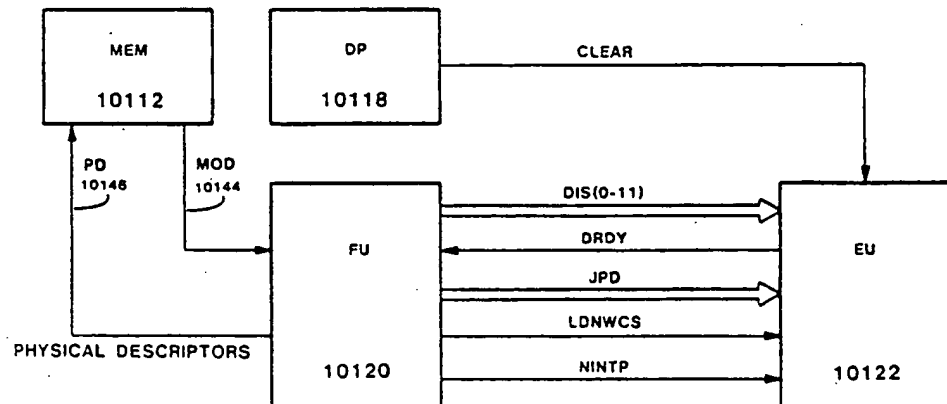 MEM
10112
DP
10118
CLEAR
PD
10146
MOD
10144
DIS(0-11)
DRDY
FU
EU
JPD
LDNWCS
PHYSICAL DESCRIPTORS
10120
NINTP
10122